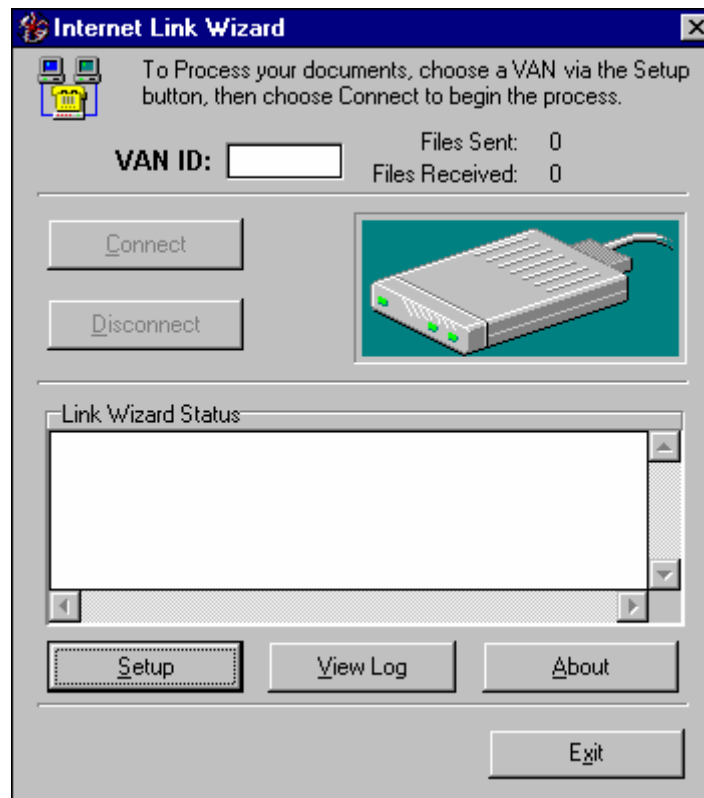 Internet Link Wizard
To Process your documents, choose a VAN via the Setup
button, then choose Connect to begin the process.
VAN ID:
Files Sent: 0
Files Received: 0
Connect
Disconnect
Link Wizard Status
Setup View Log About
Exit